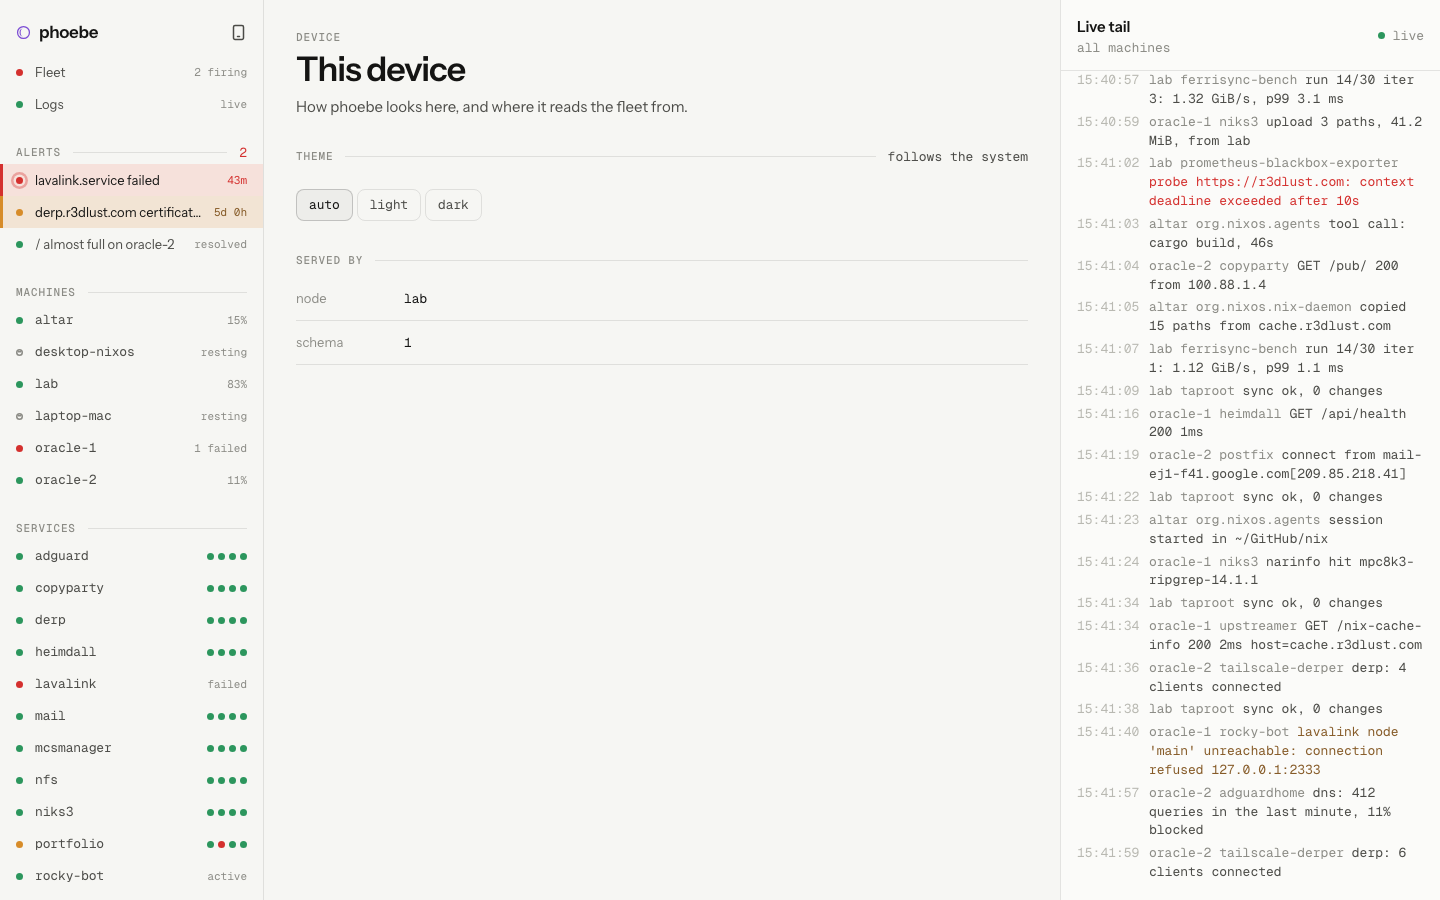 phoebe
Fleet 2 firing
Logs live
ALERTS 2
lavalink.service failed 43m
derp.r3dlust.com certificat... 5d 0h
/ almost full on oracle-2 resolved
MACHINES
altar 15%
desktop-nixos resting
lab 83%
laptop-mac resting
oracle-1 1 failed
oracle-2 11%
SERVICES
adguard
copyparty
derp
heimdall
lavalink failed
mail
mcsmanager
nfs
niks3
portfolio
rocky-bot active
DEVICE
This device
How phoebe looks here, and where it reads the fleet from.
THEME follows the system
auto light dark
SERVED BY
node lab
schema 1
Live tail
all machines
live
15:40:57 lab ferrisync-bench run 14/30 iter
3: 1.32 GiB/s, p99 3.1 ms
15:40:59 oracle-1 niks3 upload 3 paths, 41.2
MiB, from lab
15:41:02 lab prometheus-blackbox-exporter
probe https://r3dlust.com: context
deadline exceeded after 10s
15:41:03 altar org.nixos.agents tool call:
cargo build, 46s
15:41:04 oracle-2 copyparty GET /pub/ 200
from 100.88.1.4
15:41:05 altar org.nixos.nix-daemon copied
15 paths from cache.r3dlust.com
15:41:07 lab ferrisync-bench run 14/30 iter
1: 1.12 GiB/s, p99 1.1 ms
15:41:09 lab taproot sync ok, 0 changes
15:41:16 oracle-1 heimdall GET /api/health
200 1ms
15:41:19 oracle-2 postfix connect from mail-
ej1-f41.google.com[209.85.218.41]
15:41:22 lab taproot sync ok, 0 changes
15:41:23 altar org.nixos.agents session
started in ~/GitHub/nix
15:41:24 oracle-1 niks3 narinfo hit mpc8k3-
ripgrep-14.1.1
15:41:34 lab taproot sync ok, 0 changes
15:41:34 oracle-1 upstreamer GET /nix-cache-
info 200 2ms host=cache.r3dlust.com
15:41:36 oracle-2 tailscale-derper derp: 4
clients connected
15:41:38 lab taproot sync ok, 0 changes
15:41:40 oracle-1 rocky-bot lavalink node
'main' unreachable: connection
refused 127.0.0.1:2333
15:41:57 oracle-2 adguardhome dns: 412
queries in the last minute, 11%
blocked
15:41:59 oracle-2 tailscale-derper derp: 6
clients connected